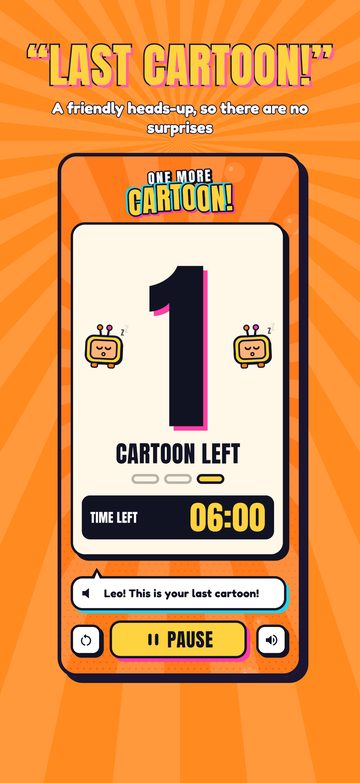 “LAST CARTOON!”
A friendly heads-up, so there are no
surprises
ONE MORE
CARTOON!
z
z
1
z
z
CARTOON LEFT
TIME LEFT 06:00
Leo! This is your last cartoon!
PAUSE